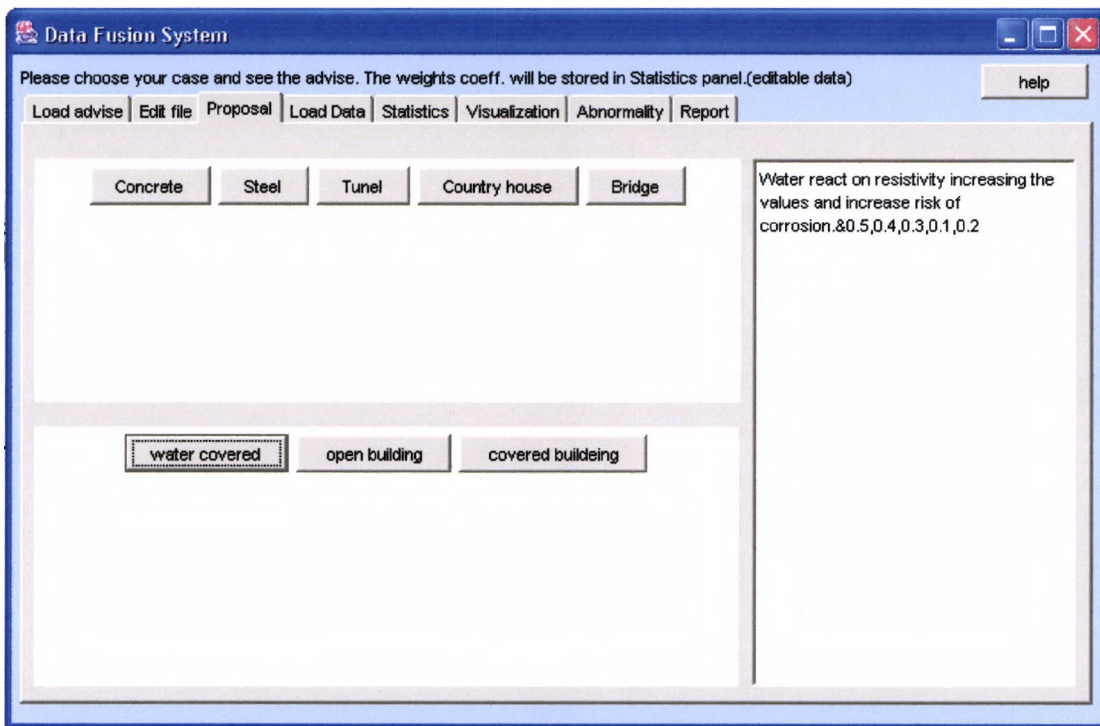 Data Fusion System
Please choose your case and see the advise. The weights coeff. will be stored in Statistics panel.(editable data)
help
Load advise Edit file Proposal Load Data Statistics Visualization Abnormality Report
Concrete Steel Tunel Country house Bridge
Water react on resistivity increasing the
values and increase risk of
corrosion.&0.5,0.4,0.3,0.1,0.2
water covered open building covered buildeing